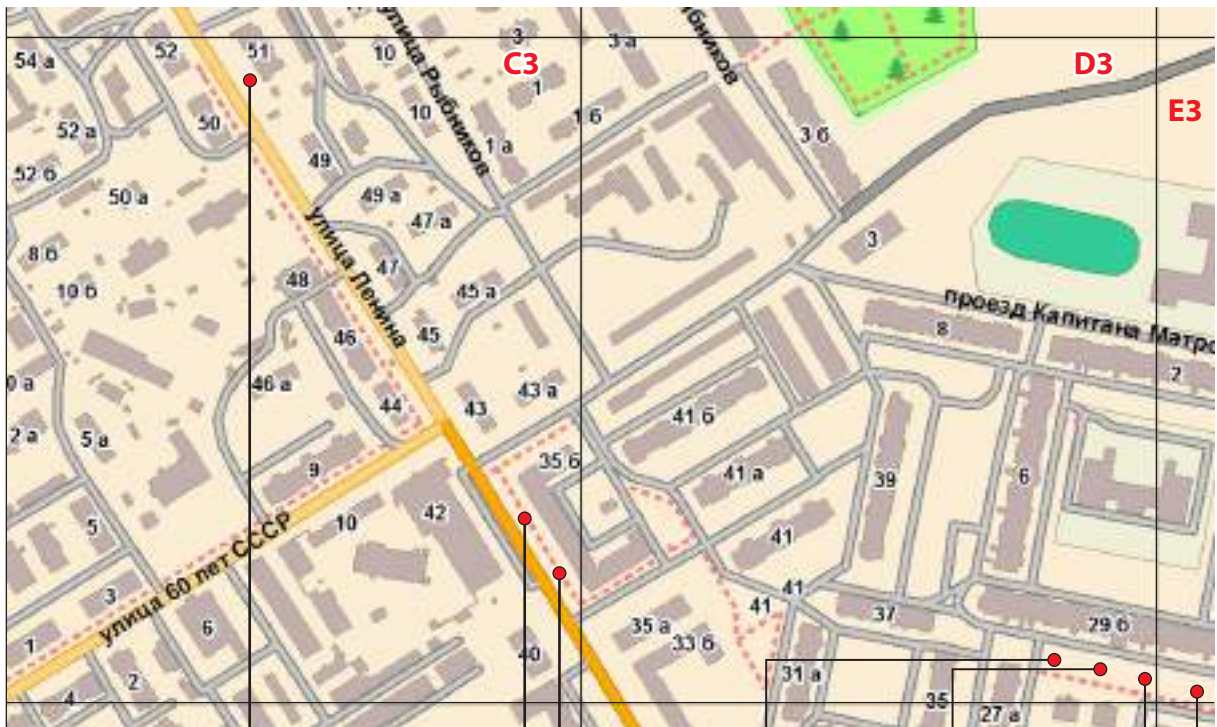 3
3 а
C3
D3
E3
54 а
52
51
10
улица Рыбников
1
1 б
10
50
52 а
1 а
3 б
49
52 б
50 а
49 а
47 а
3
8 б
47
улица Ленина
48
10 б
45 а
проезд Капитана Матро
46
45
8
2
46 а
43 а
44
43
41 б
2 а
5 а
35 б
9
41 а
39
6
42
10
5
улица 60 лет СССР
41
3
41
41
37
29 б
6
35 а
33 б
1
40
2
31 а
4
35
27 а